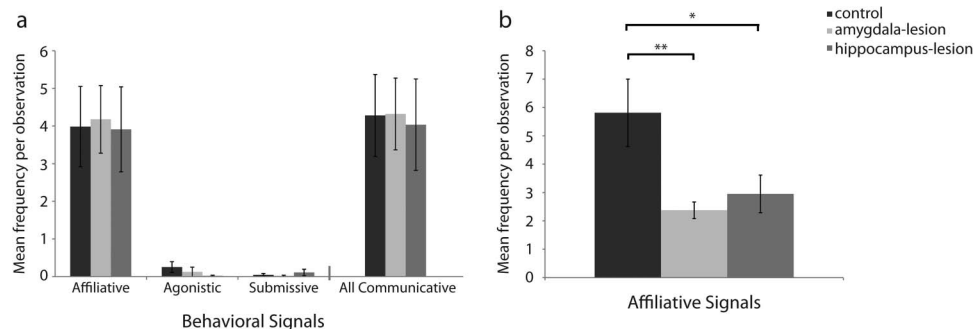 a
Mean frequency per observation
6
5
4
3
2
1
0
Affiliative Agonistic Submissive All Communicative
Behavioral Signals
b
Mean frequency per observation
8
7
6
5
4
3
2
1
0
*
**
Affiliative Signals
control
amygdala-lesion
hippocampus-lesion